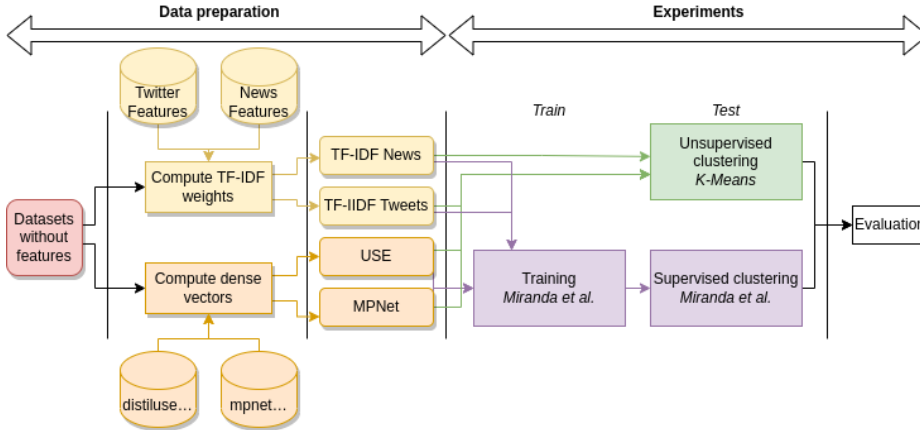 Data preparation
Experiments
Twitter
Features
News
Features
Train
Test
TF-IDF News
Unsupervised
clustering
K-Means
Compute TF-IDF
weights
TF-IIDF Tweets
Datasets
without
features
Evaluation
USE
Compute dense
vectors
Training
Miranda et al.
Supervised clustering
Miranda et al.
MPNet
distiluse...
mpnet...